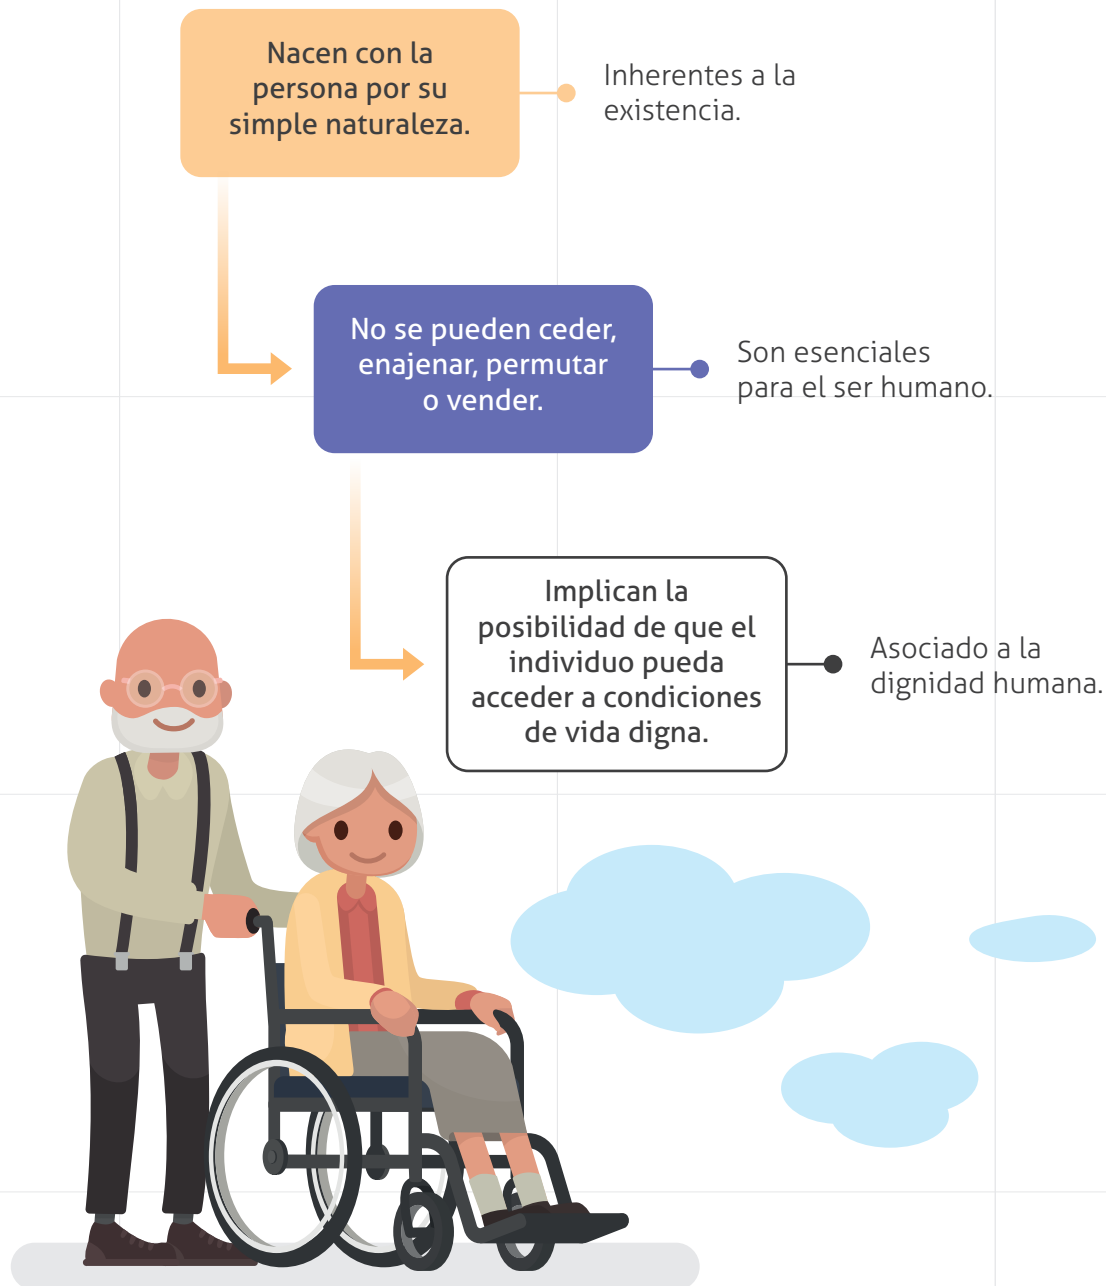 Nacen con la
persona por su
simple naturaleza.
Inherentes a la
existencia.
No se pueden ceder,
enajenar, permutar
o vender.
Son esenciales
para el ser humano.
Implican la
posibilidad de que el
individuo pueda
acceder a condiciones
de vida digna.
Asociado a la
dignidad humana.